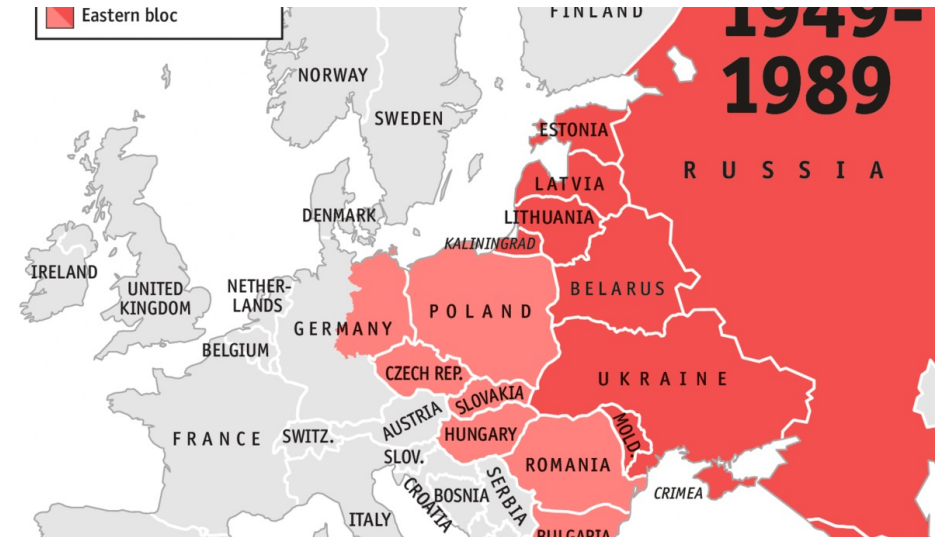 Eastern bloc
FINLAND
1949-
1989
NORWAY
SWEDEN
ESTONIA
RUSSIA
LATVIA
DENMARK
LITHUANIA
KALININGRAD
IRELAND
UNITED
KINGDOM
NETHER-
LANDS
BELARUS
POLAND
GERMANY
BELGIUM
CZECH REP.
UKRAINE
SLOVAKIA
AUSTRIA
FRANCE
SWITZ.
HUNGARY
MOLD.
SLOV.
ROMANIA
CROATIA
BOSNIA
SERBIA
CRIMEA
ITALY
BULGARIA